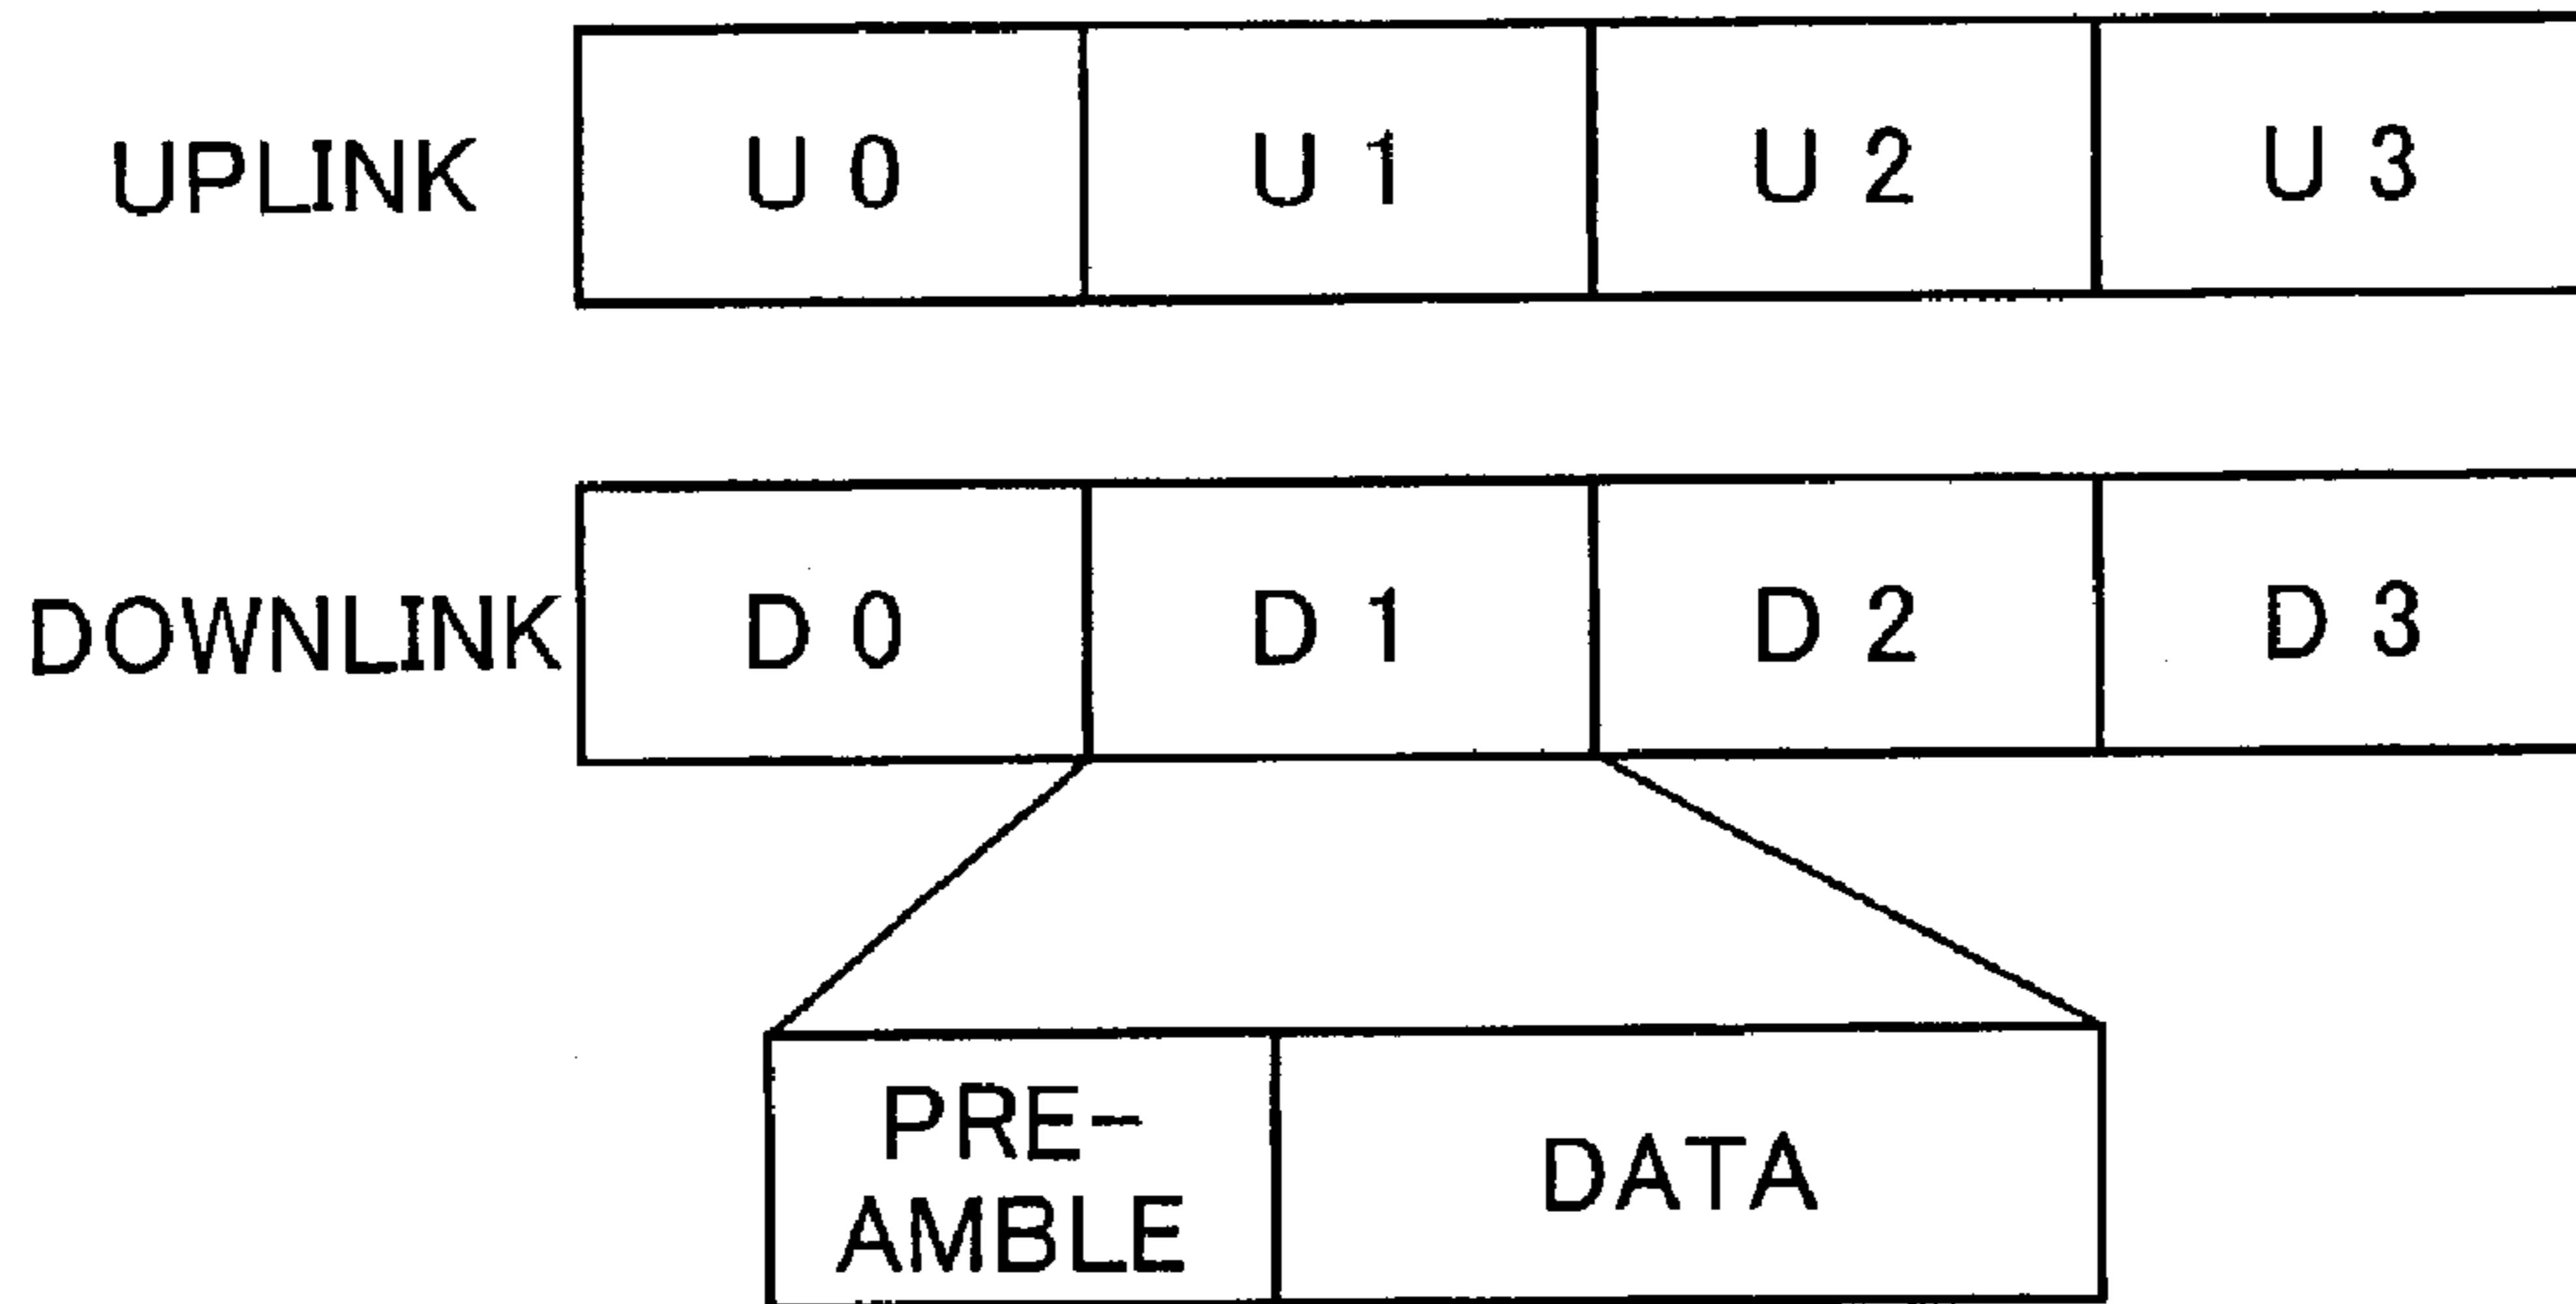 UPLINK U 0 U 1 U 2 U 3
DOWNLINK D 0 D 1 D 2 D 3
PRE-
AMBLE
DATA